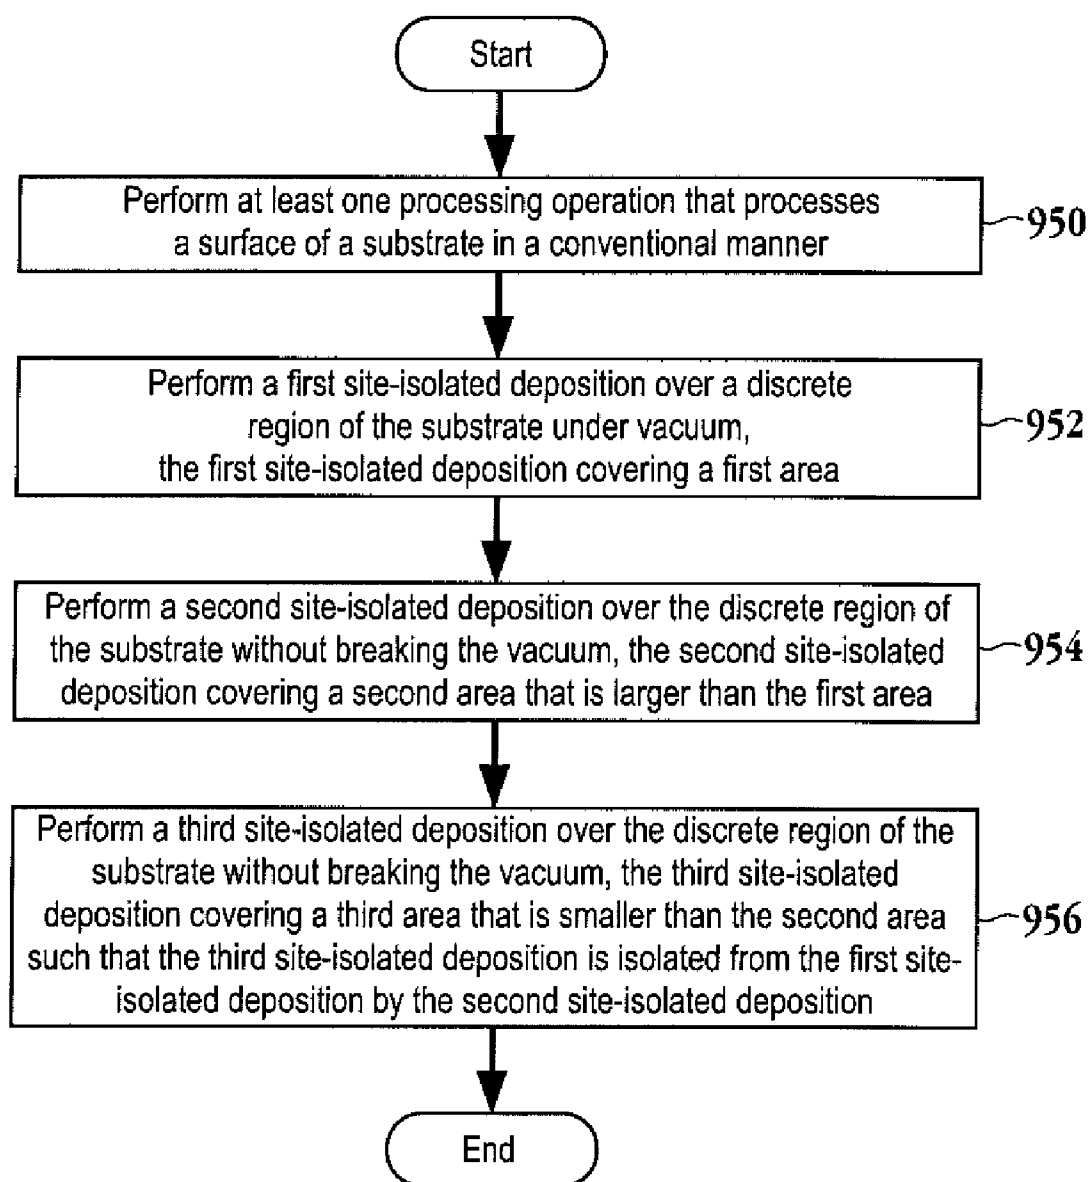 Start
Perform at least one processing operation that processes
a surface of a substrate in a conventional manner
950
Perform a first site-isolated deposition over a discrete
region of the substrate under vacuum,
the first site-isolated deposition covering a first area
952
Perform a second site-isolated deposition over the discrete region of
the substrate without breaking the vacuum, the second site-isolated
deposition covering a second area that is larger than the first area
954
Perform a third site-isolated deposition over the discrete region of the
substrate without breaking the vacuum, the third site-isolated
deposition covering a third area that is smaller than the second area
such that the third site-isolated deposition is isolated from the first site-
isolated deposition by the second site-isolated deposition
956
End